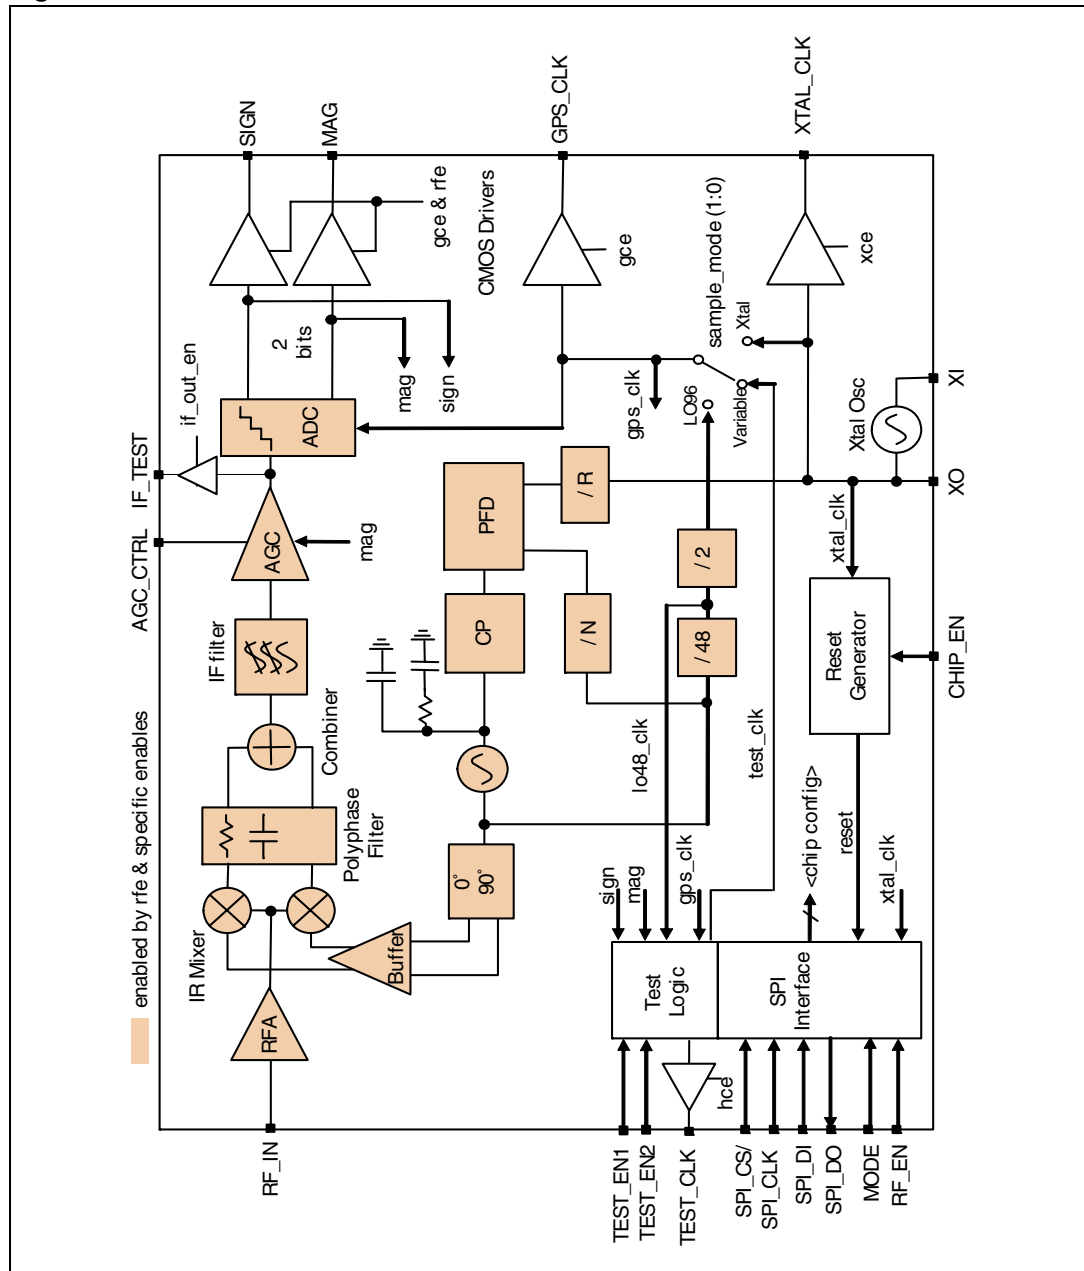 enabled by rfe & specific enables
RF_IN
RFA
IR Mixer
Polyphase
Filter
Combiner
IF filter
AGC_CTRL
AGC
mag
IF_TEST
if_out_en
ADC
2
bits
mag
sign
SIGN
MAG
gce & rfe
CMOS Drivers
GPS_CLK
gce
XTAL_CLK
xce
sample_mode (1:0)
Xtal
LO96
Variable
gps_clk
Buffer
0°
90°
CP
PFD
/ R
/ N
/ 48
/ 2
lo48_clk
test_clk
Xtal Osc
XI
XO
xtal_clk
Reset
Generator
CHIP_EN
reset
<chip config>
xtal_clk
sign
mag
gps_clk
Test
Logic
SPI
Interface
hce
TEST_EN1
TEST_EN2
TEST_CLK
SPI_CS/
SPI_CLK
SPI_DI
SPI_DO
MODE
RF_EN